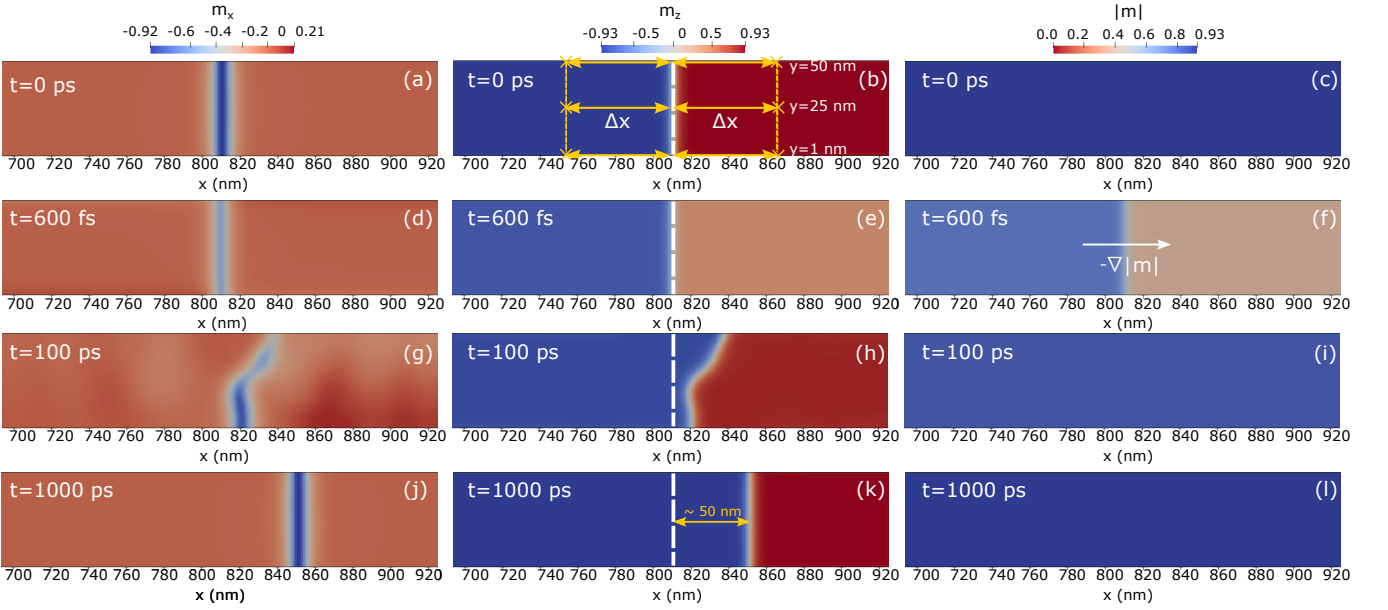 m_x
-0.92 -0.6 -0.4 -0.2 0.21
m_z
-0.93 -0.5 0 0.5 0.93
|m|
0.0 0.2 0.4 0.6 0.8 0.93
t=0 ps (a)
700 720 740 760 780 800 820 840 860 880 900 920
x (nm)
t=0 ps (b)
y=50 nm
y=25 nm
Δx Δx
y=1 nm
700 720 740 760 780 800 820 840 860 880 900 920
x (nm)
t=0 ps (c)
700 720 740 760 780 800 820 840 860 880 900 920
x (nm)
t=600 fs (d)
700 720 740 760 780 800 820 840 860 880 900 920
x (nm)
t=600 fs (e)
700 720 740 760 780 800 820 840 860 880 900 920
x (nm)
t=600 fs (f)
-∇|m|
700 720 740 760 780 800 820 840 860 880 900 920
x (nm)
t=100 ps (g)
700 720 740 760 780 800 820 840 860 880 900 920
x (nm)
t=100 ps (h)
700 720 740 760 780 800 820 840 860 880 900 920
x (nm)
t=100 ps (i)
700 720 740 760 780 800 820 840 860 880 900 920
x (nm)
t=1000 ps (j)
700 720 740 760 780 800 820 840 860 880 900 920
x (nm)
t=1000 ps (k)
~ 50 nm
700 720 740 760 780 800 820 840 860 880 900 920
x (nm)
t=1000 ps (l)
700 720 740 760 780 800 820 840 860 880 900 920
x (nm)